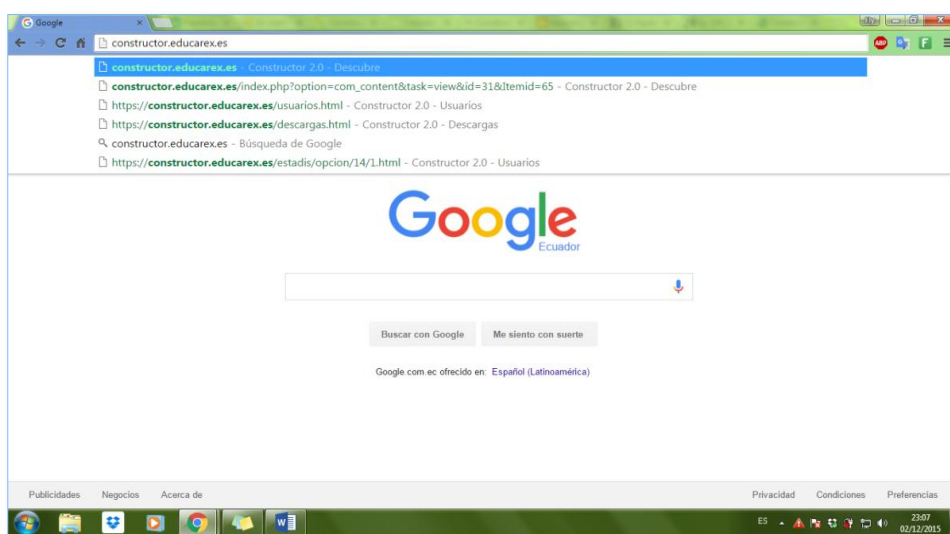 Google
constructor.educarex.es
constructor.educarex.es - Constructor 2.0 - Descubre
constructor.educarex.es/index.php?option=com_content&task=view&id=31&Itemid=65 - Constructor 2.0 - Descubre
https://constructor.educarex.es/usuarios.html - Constructor 2.0 - Usuarios
https://constructor.educarex.es/descargas.html - Constructor 2.0 - Descargas
constructor.educarex.es - Búsqueda de Google
https://constructor.educarex.es/estadis/opcion/14/1.html - Constructor 2.0 - Usuarios
Google
Ecuador
Buscar con Google Me siento con suerte
Google.com.ec ofrecido en: Español (Latinoamérica)
Publicidades Negocios Acerca de Privacidad Condiciones Preferencias
ES 23:07
02/12/2015